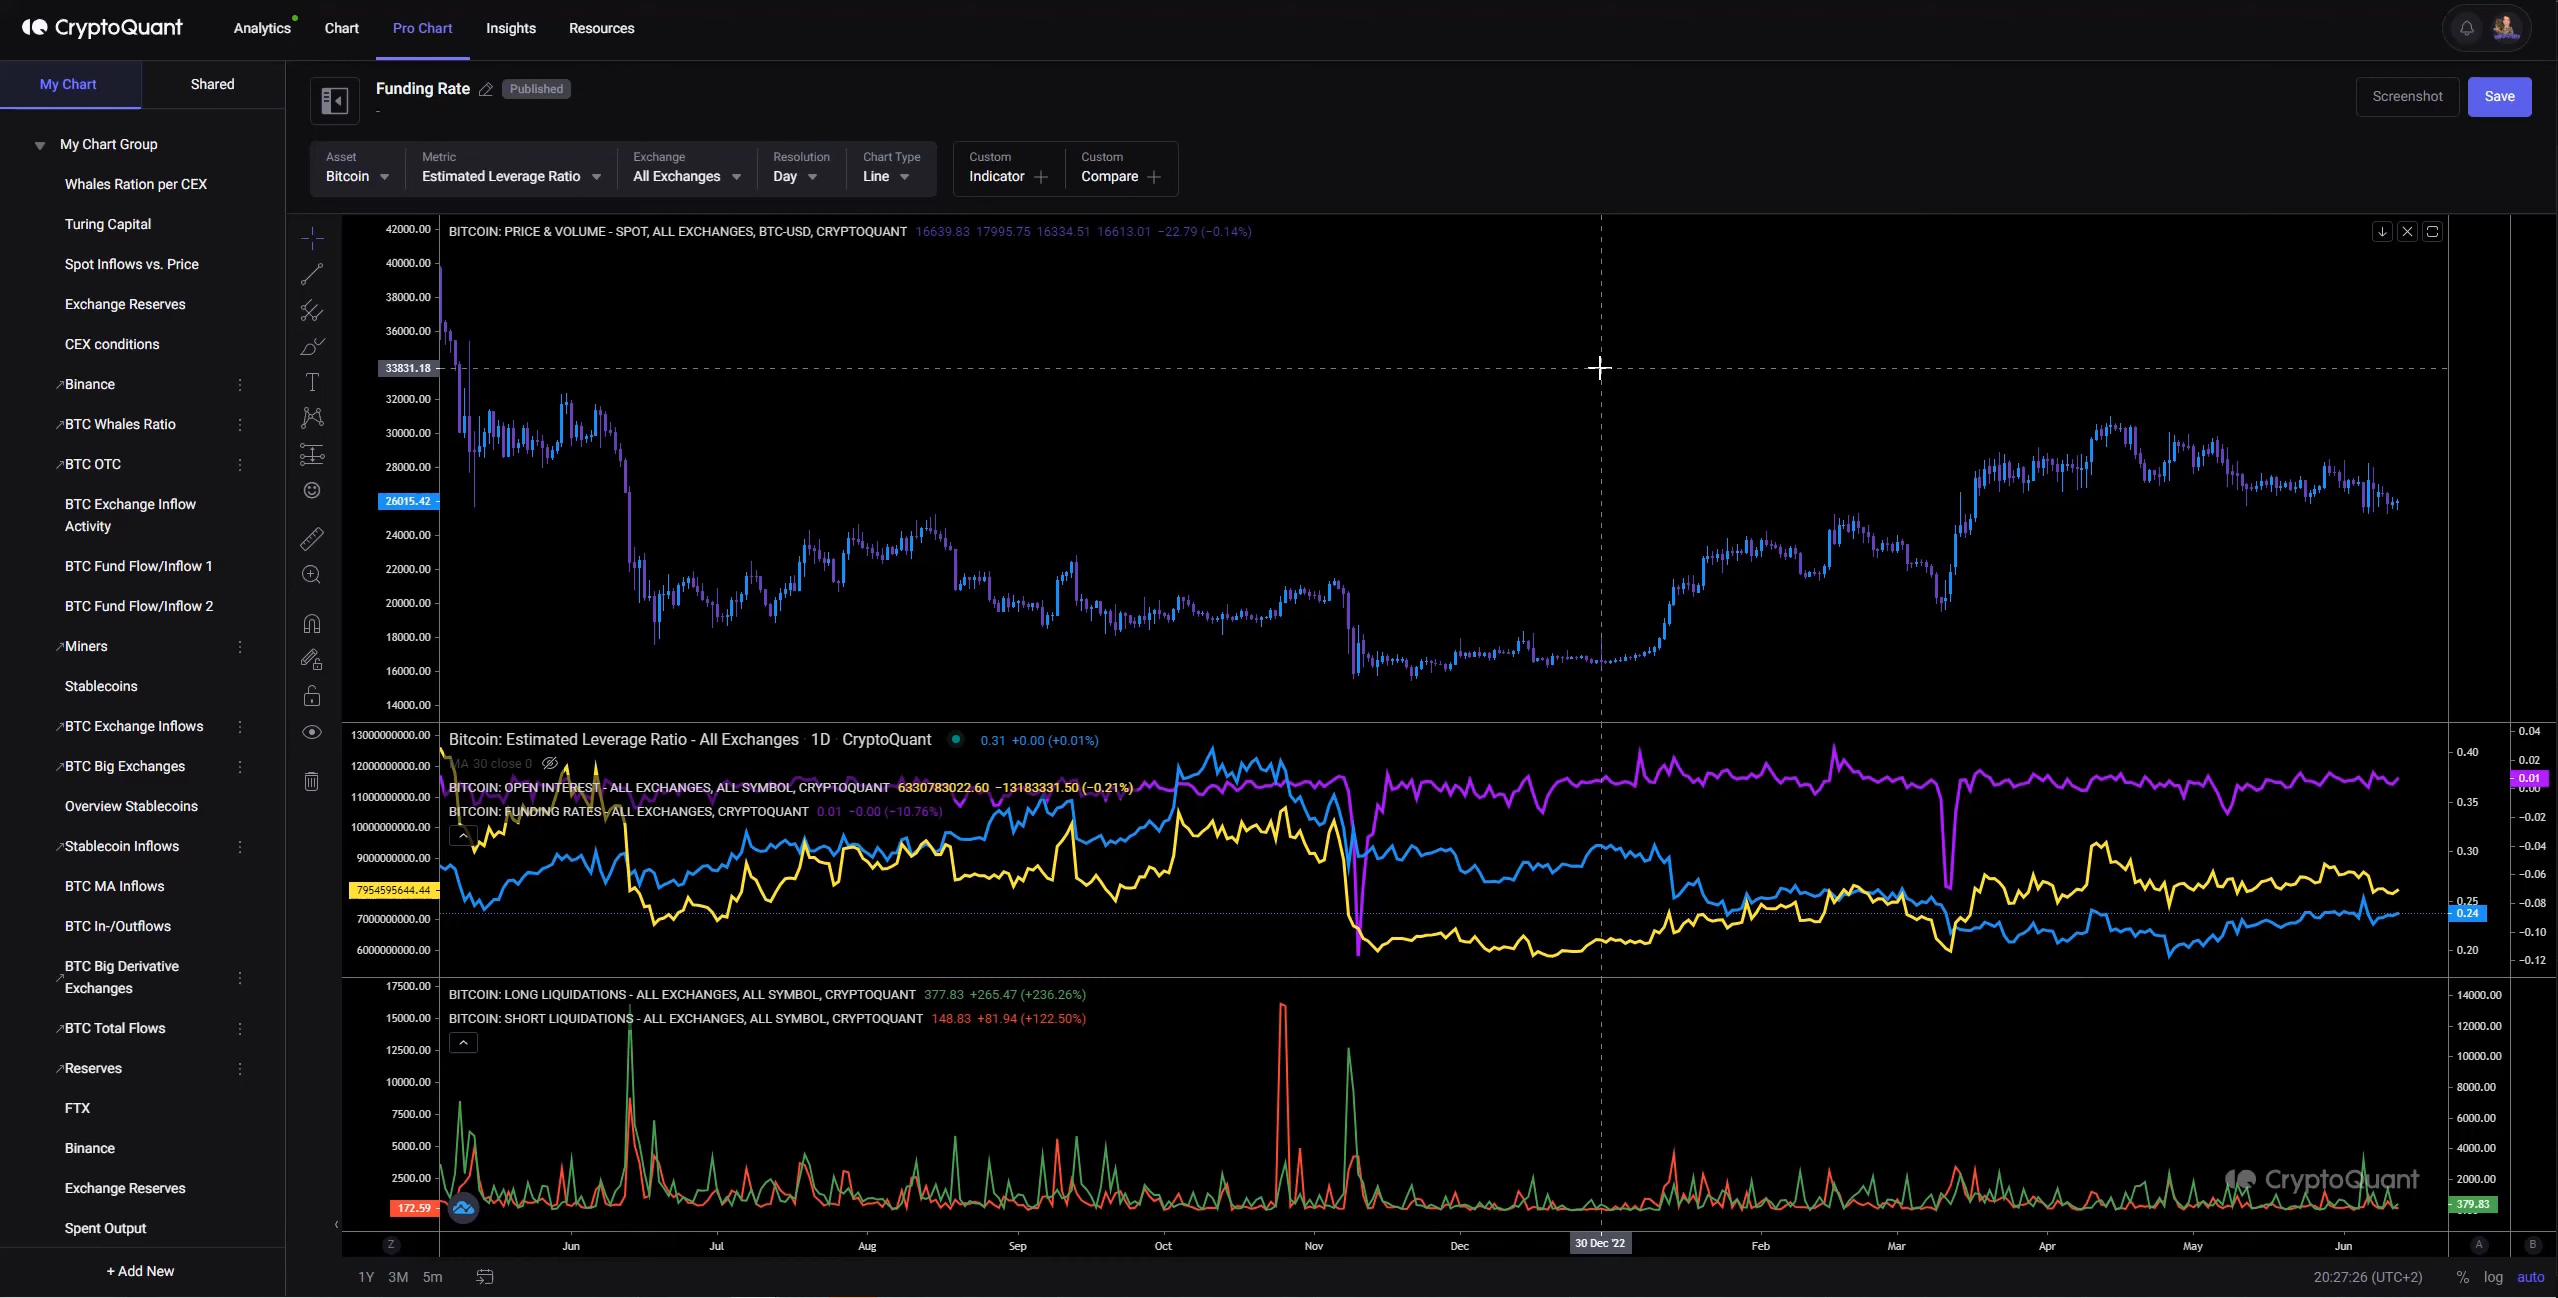 CryptoQuant
Analytics
Chart
Pro Chart
Insights
Resources
My Chart
Shared
My Chart Group
Whales Ration per CEX
Turing Capital
Spot Inflows vs. Price
Exchange Reserves
CEX conditions
Binance
BTC Whales Ratio
BTC OTC
BTC Exchange Inflow
Activity
BTC Fund Flow/Inflow 1
BTC Fund Flow/Inflow 2
Miners
Stablecoins
BTC Exchange Inflows
BTC Big Exchanges
Overview Stablecoins
Stablecoin Inflows
BTC MA Inflows
BTC In-/Outflows
BTC Big Derivative
Exchanges
BTC Total Flows
Reserves
FTX
Binance
Exchange Reserves
Spent Output
+ Add New
Funding Rate
Published
-
Screenshot
Save
Asset
Bitcoin
Metric
Estimated Leverage Ratio
Exchange
All Exchanges
Resolution
Day
Chart Type
Line
Custom
Indicator
Custom
Compare
BITCOIN: PRICE & VOLUME - SPOT, ALL EXCHANGES, BTC-USD, CRYPTOQUANT 16639.83 17995.75 16334.51 16613.01 −22.79 (−0.14%)
42000.00
40000.00
38000.00
36000.00
33831.18
32000.00
30000.00
28000.00
26015.42
24000.00
22000.00
20000.00
18000.00
16000.00
14000.00
Bitcoin: Estimated Leverage Ratio - All Exchanges · 1D · CryptoQuant 0.31 +0.00 (+0.01%)
MA 30 close 0
BITCOIN: OPEN INTEREST - ALL EXCHANGES, ALL SYMBOL, CRYPTOQUANT 6330783022.60 −13183331.50 (−0.21%)
BITCOIN: FUNDING RATES - ALL EXCHANGES, CRYPTOQUANT 0.01 −0.00 (−10.76%)
13000000000.00
12000000000.00
11000000000.00
10000000000.00
9000000000.00
7954595644.44
7000000000.00
6000000000.00
0.40
0.35
0.30
0.25
0.24
0.20
0.04
0.02
0.01
0.00
−0.02
−0.04
−0.06
−0.08
−0.10
−0.12
BITCOIN: LONG LIQUIDATIONS - ALL EXCHANGES, ALL SYMBOL, CRYPTOQUANT 377.83 +265.47 (+236.26%)
BITCOIN: SHORT LIQUIDATIONS - ALL EXCHANGES, ALL SYMBOL, CRYPTOQUANT 148.83 +81.94 (+122.50%)
17500.00
15000.00
12500.00
10000.00
7500.00
5000.00
2500.00
172.59
14000.00
12000.00
10000.00
8000.00
6000.00
4000.00
2000.00
379.83
CryptoQuant
Z
Jun
Jul
Aug
Sep
Oct
Nov
Dec
30 Dec '22
Feb
Mar
Apr
May
Jun
A
B
1Y
3M
5m
20:27:26 (UTC+2)
%
log
auto